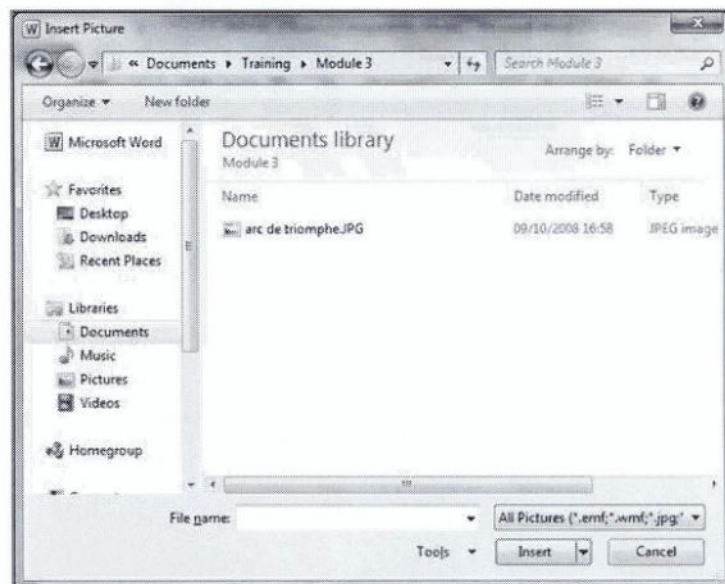 Insert Picture
« Documents ▸ Training ▸ Module 3
Search Module 3
Organize
New folder
Microsoft Word
Favorites
Desktop
Downloads
Recent Places
Libraries
Documents
Music
Pictures
Videos
Homegroup
Documents library
Module 3
Arrange by: Folder
Name Date modified Type
arc de triomphe.JPG 09/10/2008 16:58 JPEG image
File name:
All Pictures (*.emf;*.wmf;*.jpg;*
Tools
Insert
Cancel